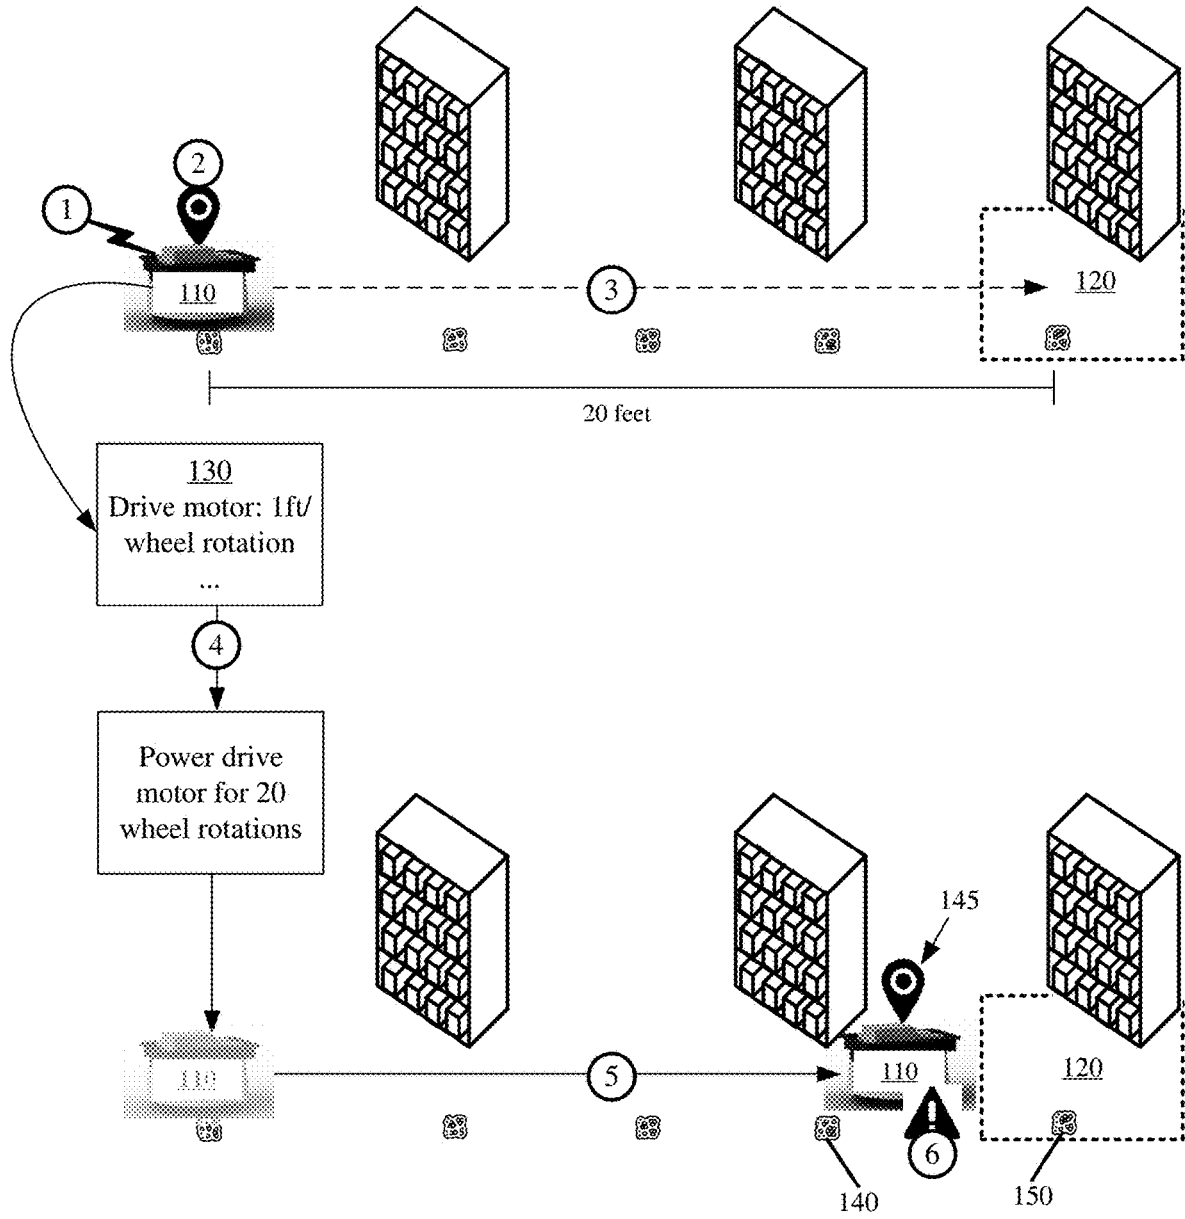 2
1
110
3
120
20 feet
130
Drive motor: 1ft/
wheel rotation
...
4
Power drive
motor for 20
wheel rotations
145
110
5
110
120
6
140
150